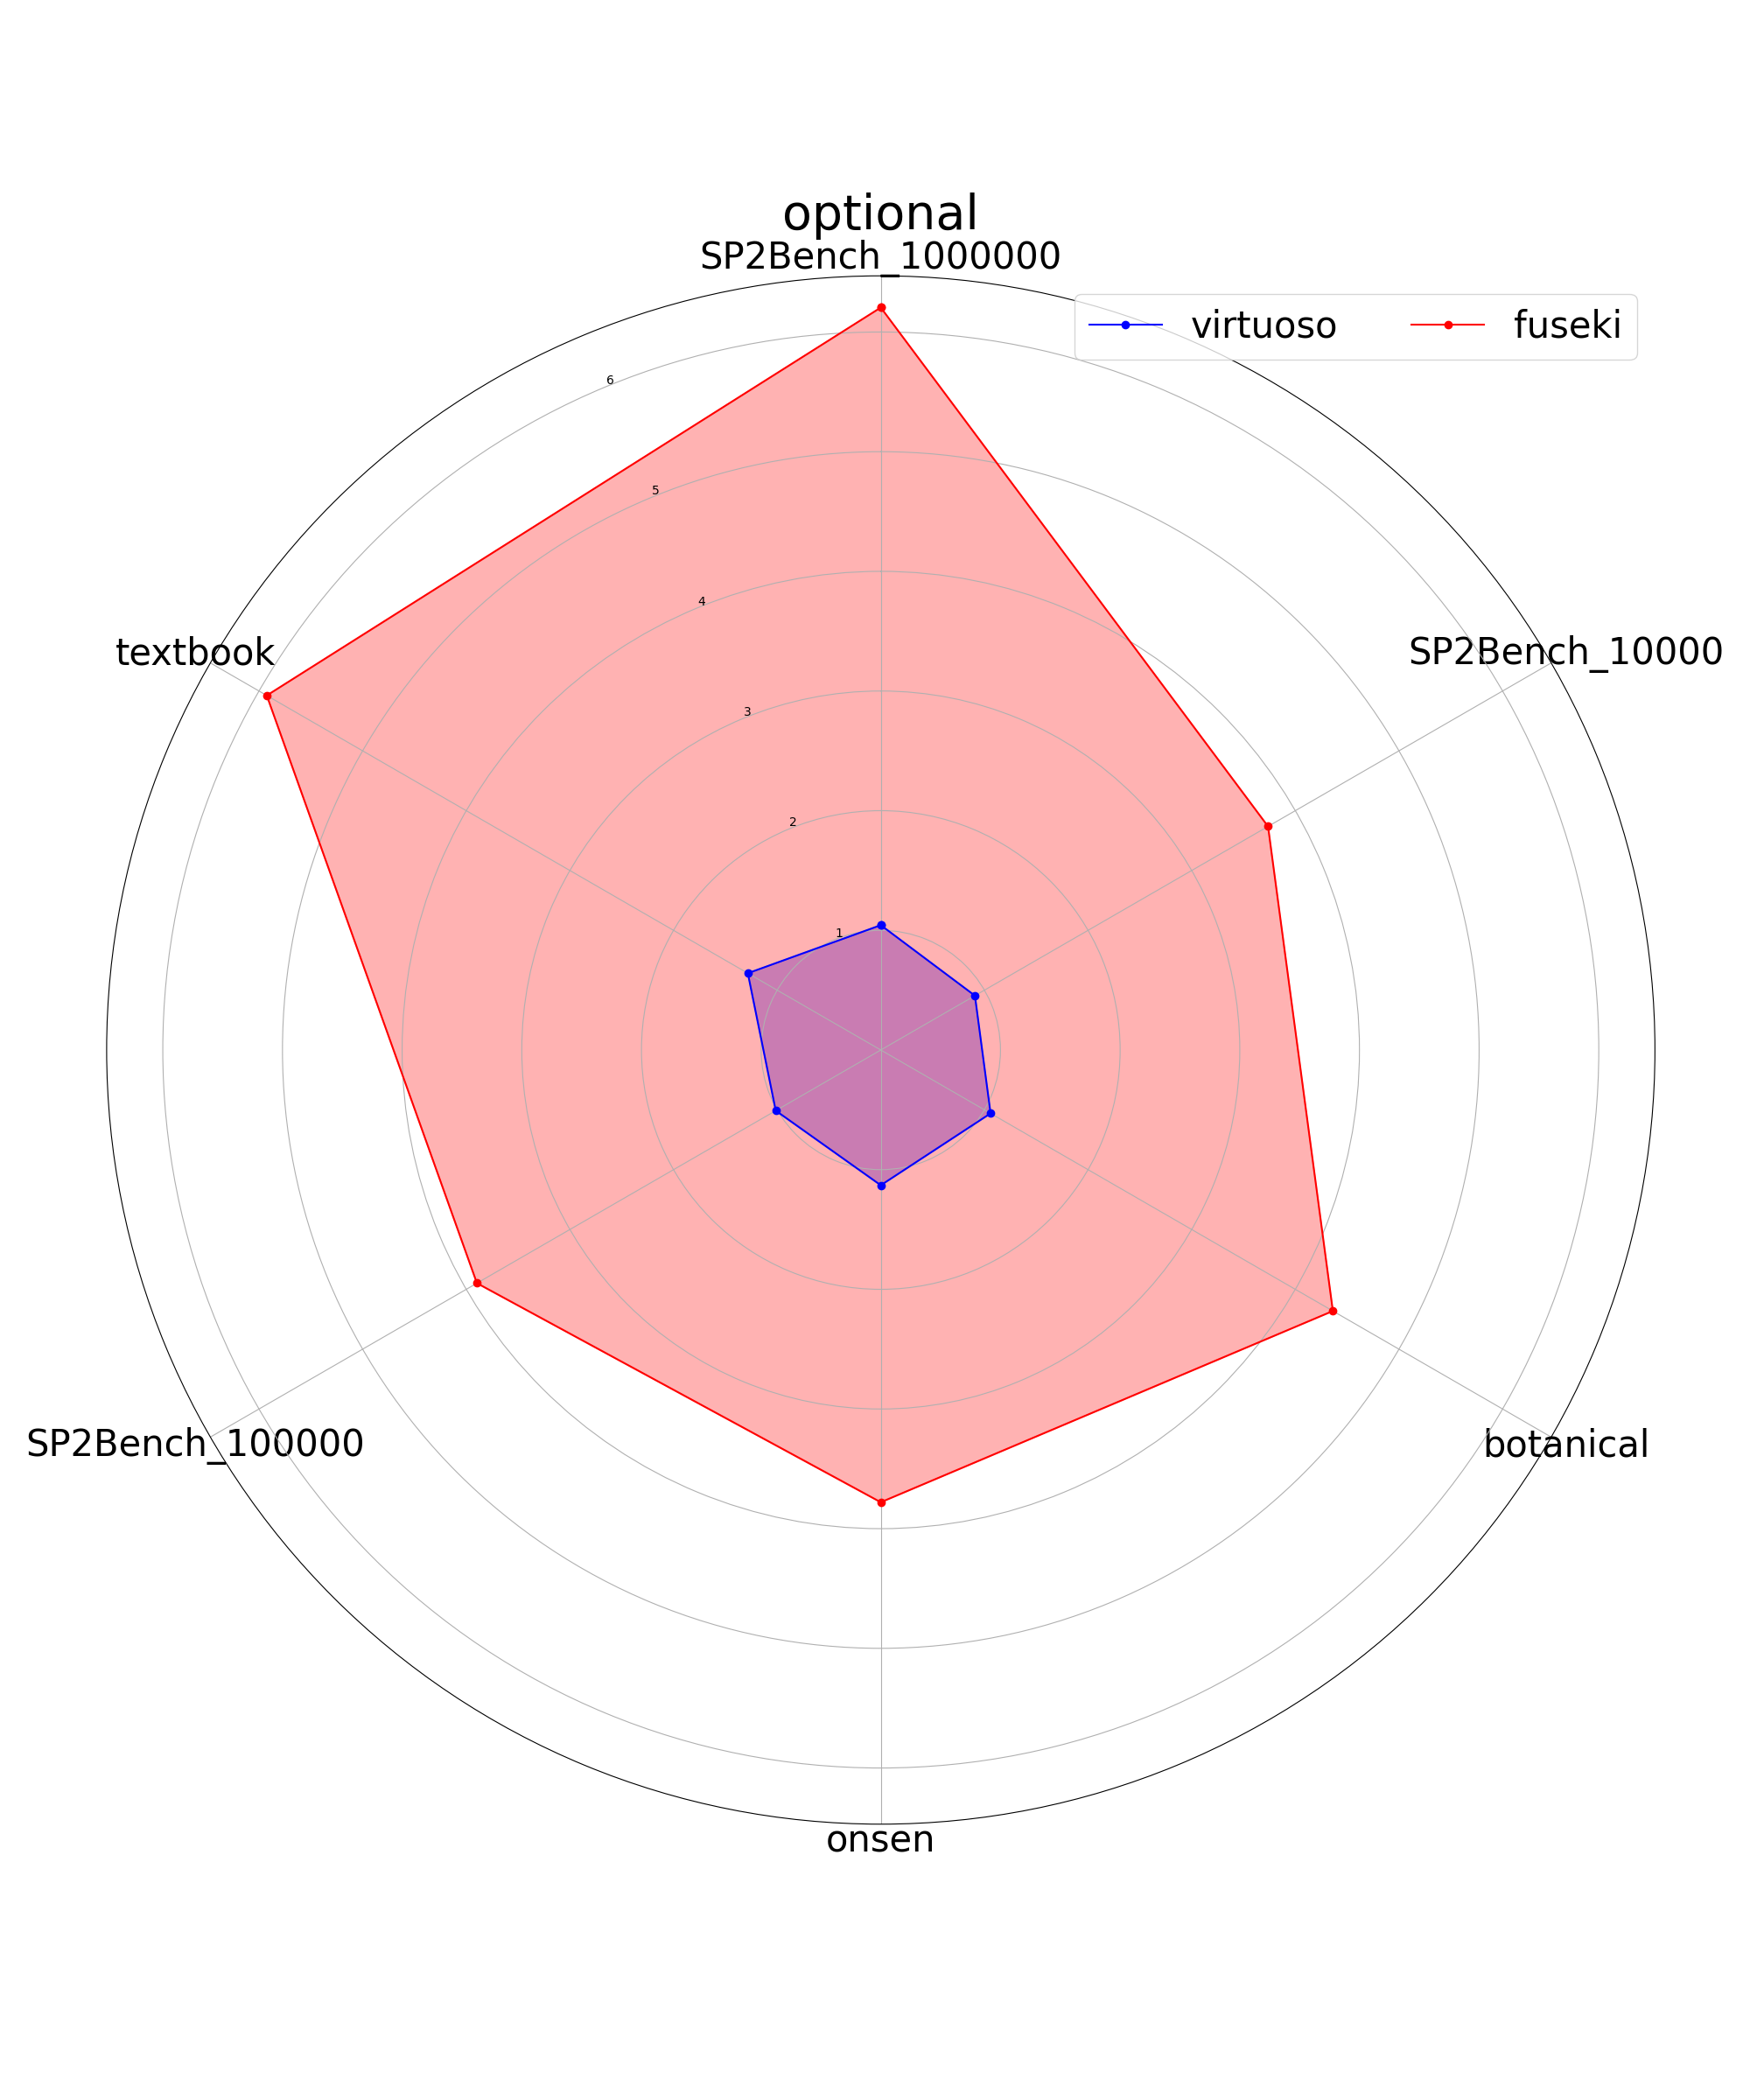 optional
SP2Bench_1000000
virtuoso fuseki
6
5
4
textbook
SP2Bench_10000
3
2
1
SP2Bench_100000
botanical
onsen